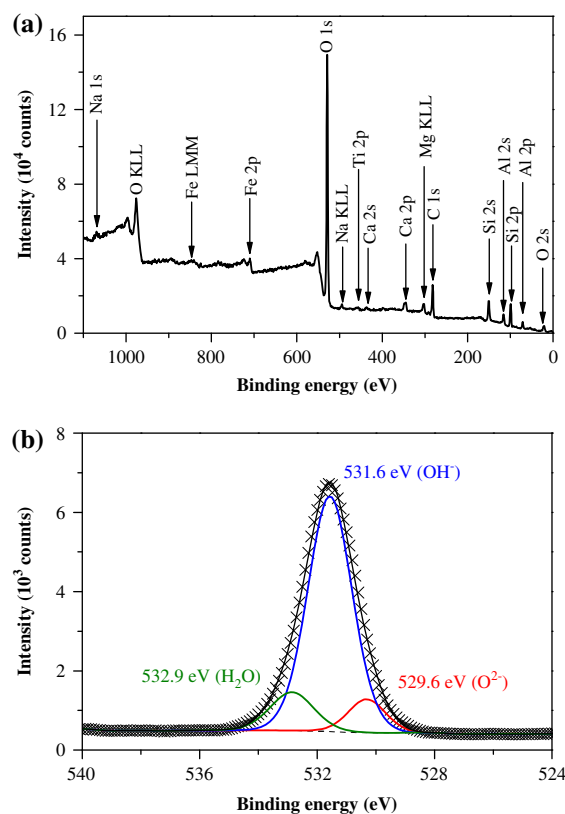 (a)
Intensity (10⁴ counts)
16
12
8
4
0
Na 1s
O KLL
Fe LMM
Fe 2p
O 1s
Na KLL
Ti 2p
Ca 2s
Ca 2p
Mg KLL
C 1s
Si 2s
Al 2s
Si 2p
Al 2p
O 2s
1000
800
600
400
200
0
Binding energy (eV)
(b)
Intensity (10³ counts)
8
6
4
2
0
531.6 eV (OH⁻)
532.9 eV (H₂O)
529.6 eV (O²⁻)
540
536
532
528
524
Binding energy (eV)